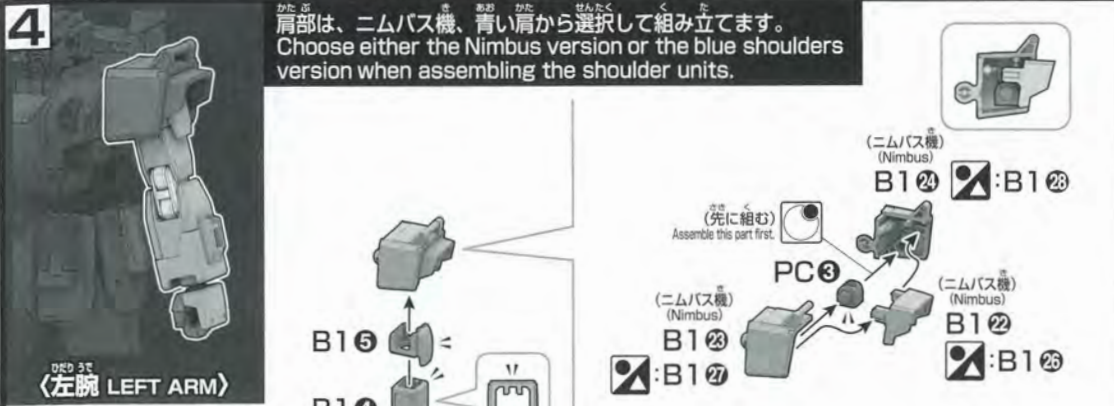 4
肩部は、ニムバス機、青い肩から選択して組み立てます。
Choose either the Nimbus version or the blue shoulders
version when assembling the shoulder units.
〈左腕 LEFT ARM〉
B1❺
B1❹
(先に組む)
Assemble this part first.
PC❸
(ニムバス機)
(Nimbus)
B1㉔ :B1㉘
(ニムバス機)
(Nimbus)
B1㉓
:B1㉗
(ニムバス機)
(Nimbus)
B1㉒
:B1㉖